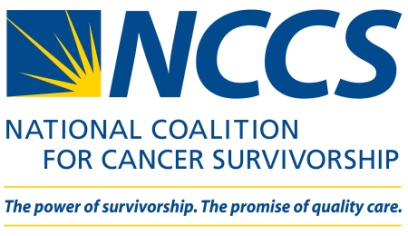 NCCS
NATIONAL COALITION
FOR CANCER SURVIVORSHIP
The power of survivorship. The promise of quality care.